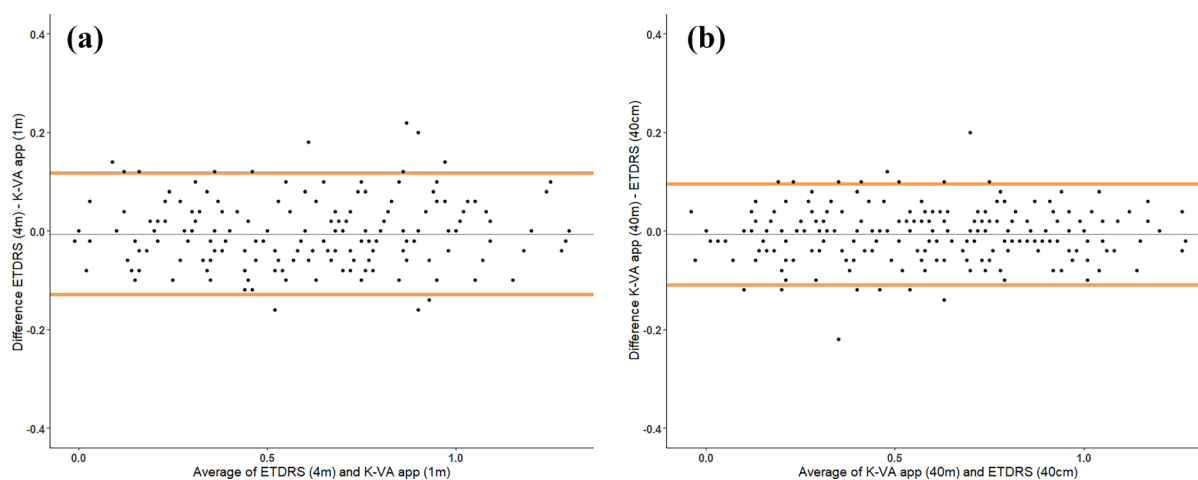 (a)
0.4
0.2
0.0
-0.2
-0.4
Difference ETDRS (4m) - K-VA app (1m)
0.0 0.5 1.0
Average of ETDRS (4m) and K-VA app (1m)
(b)
0.4
0.2
0.0
-0.2
-0.4
Difference K-VA app (40m) - ETDRS (40cm)
0.0 0.5 1.0
Average of K-VA app (40m) and ETDRS (40cm)